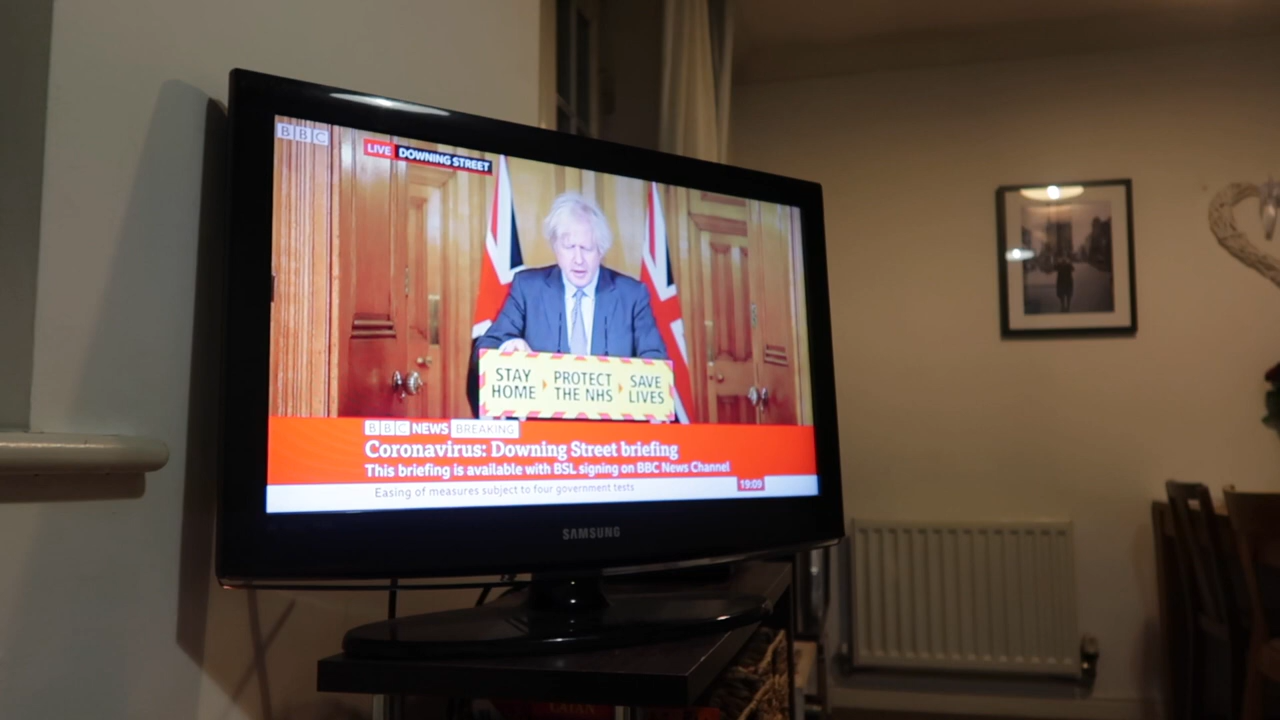 BBC
LIVE DOWNING STREET
STAY HOME PROTECT THE NHS SAVE LIVES
BBC NEWS BREAKING
Coronavirus: Downing Street briefing
This briefing is available with BSL signing on BBC News Channel
Easing of measures subject to four government tests 19:09
SAMSUNG